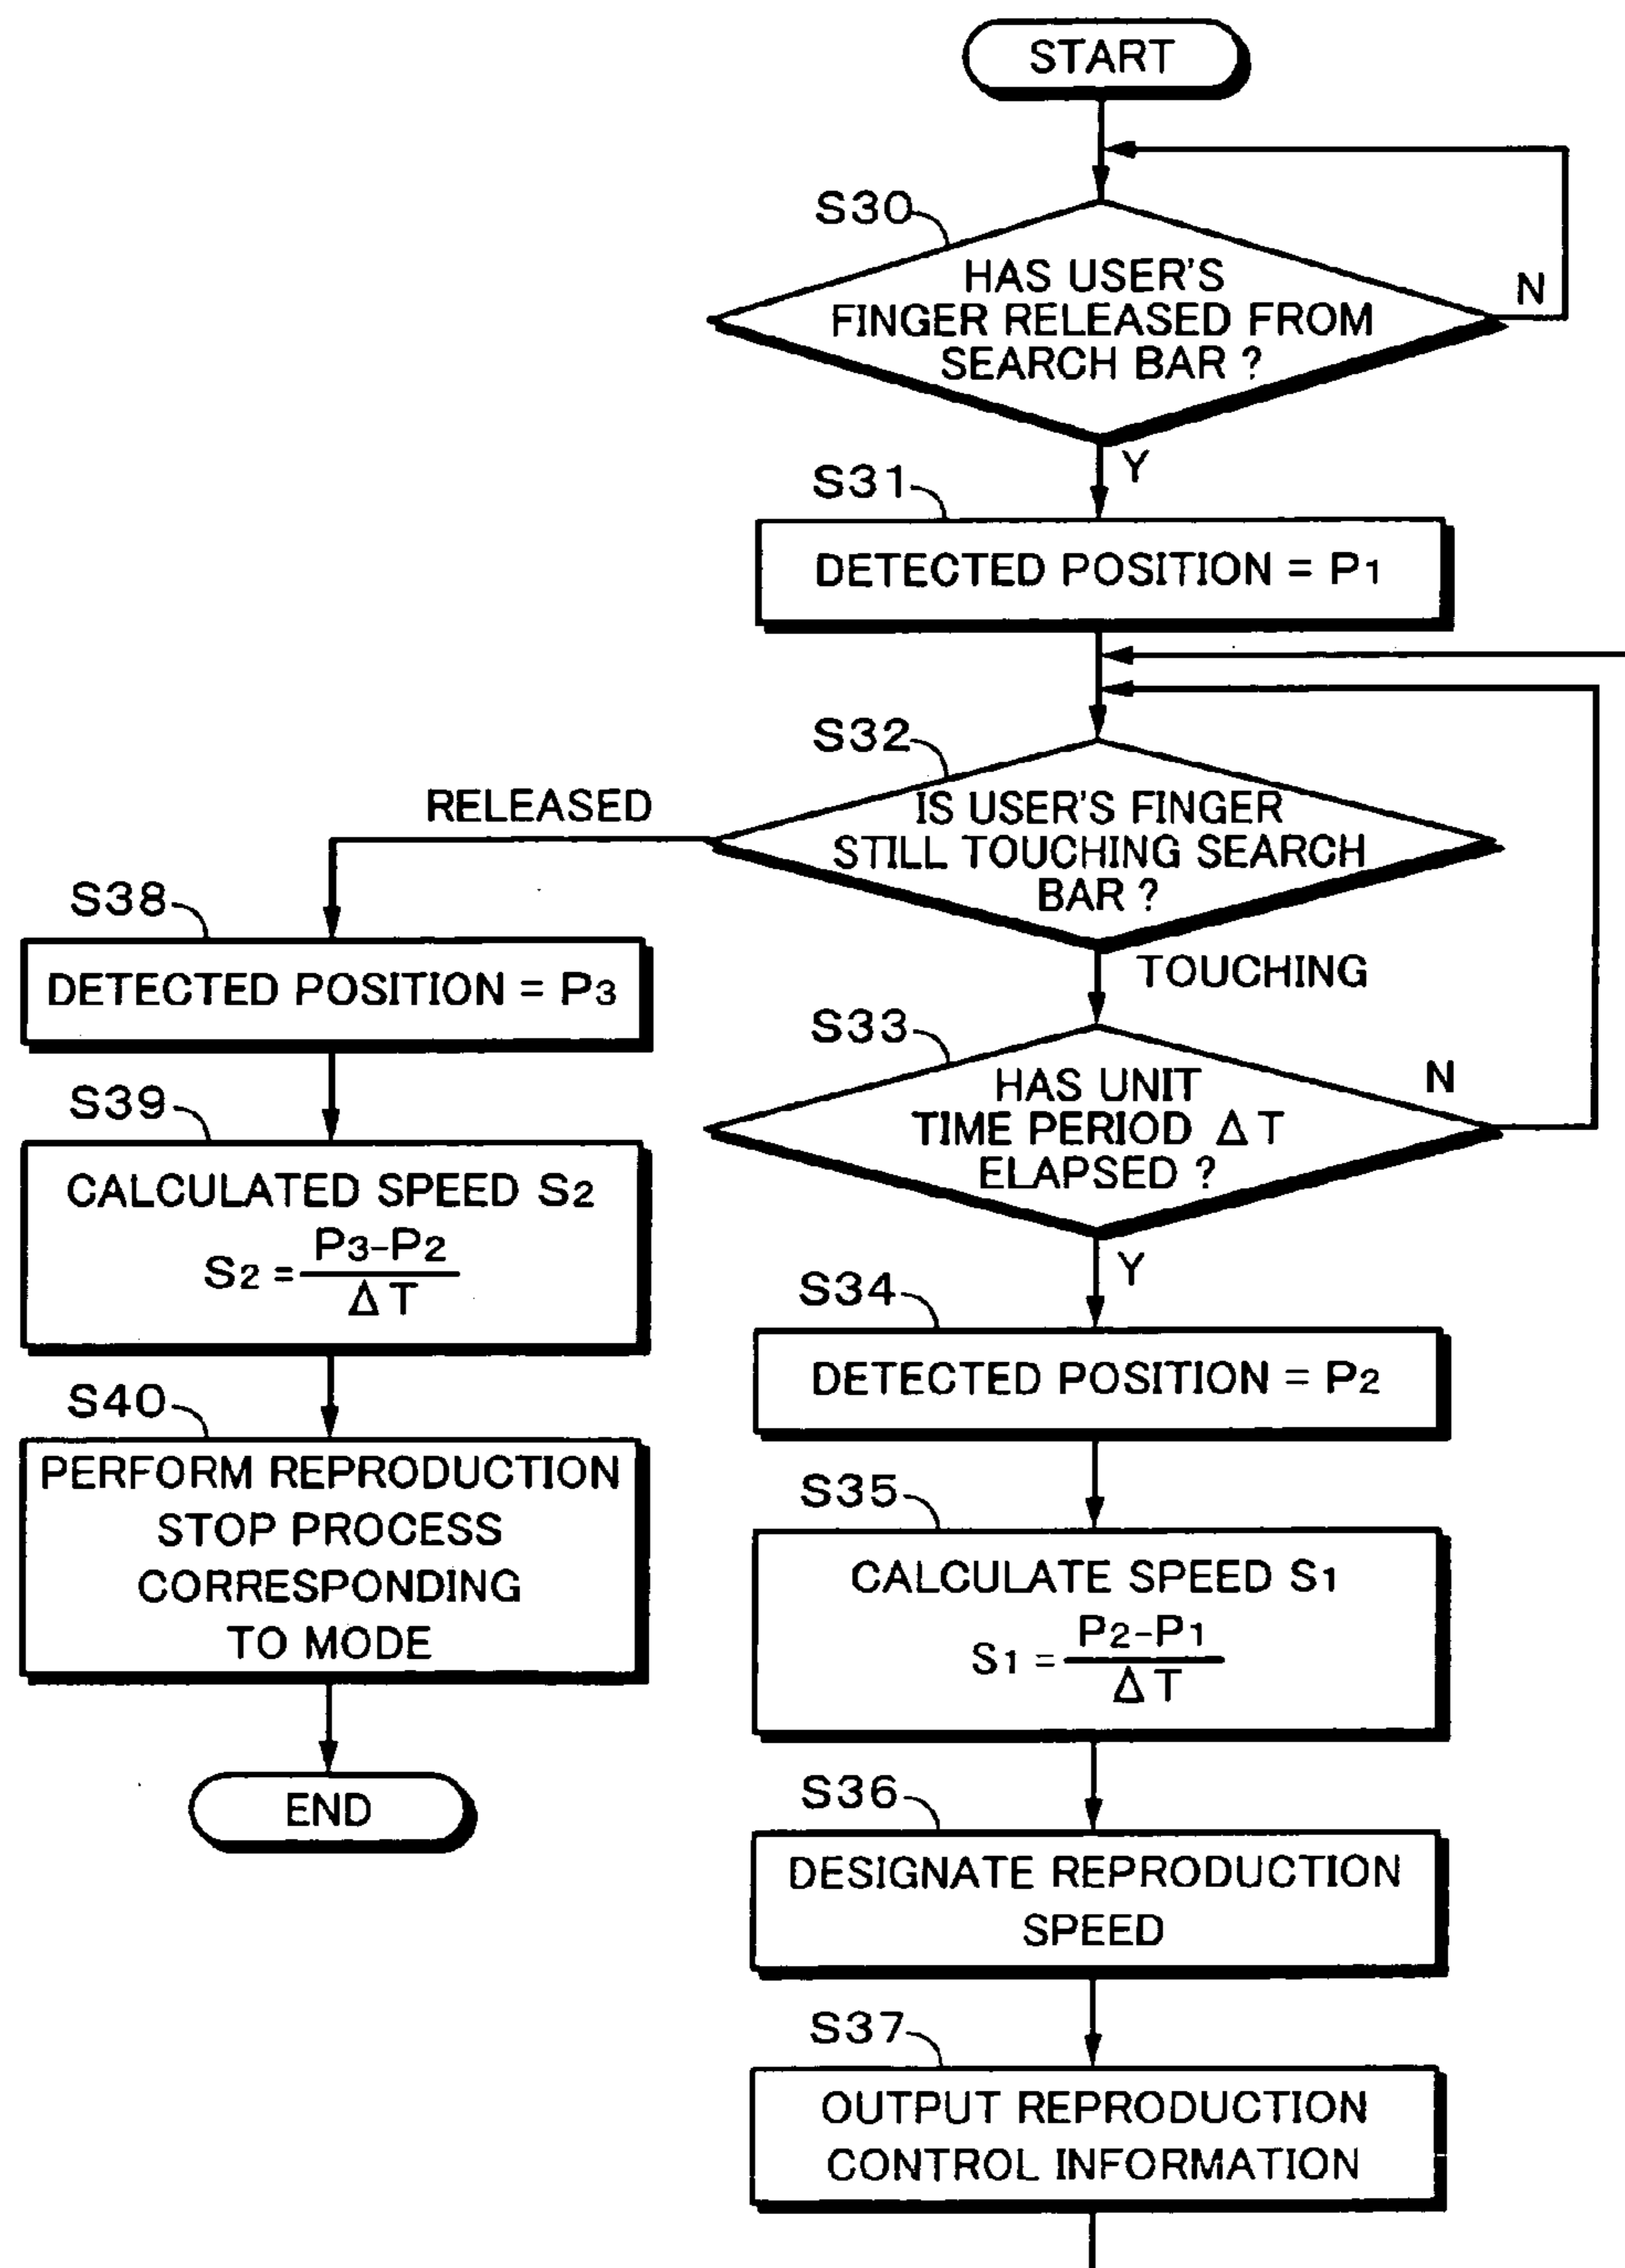 START
S30
HAS USER'S
FINGER RELEASED FROM
SEARCH BAR ?
N
Y
S31
DETECTED POSITION = P1
S32
IS USER'S FINGER
STILL TOUCHING SEARCH
BAR ?
RELEASED
TOUCHING
S33
HAS UNIT
TIME PERIOD Δ T
ELAPSED ?
N
Y
S34
DETECTED POSITION = P2
S35
CALCULATE SPEED S1
S1 = P2-P1
Δ T
S36
DESIGNATE REPRODUCTION
SPEED
S37
OUTPUT REPRODUCTION
CONTROL INFORMATION
S38
DETECTED POSITION = P3
S39
CALCULATED SPEED S2
S2 = P3-P2
Δ T
S40
PERFORM REPRODUCTION
STOP PROCESS
CORRESPONDING
TO MODE
END